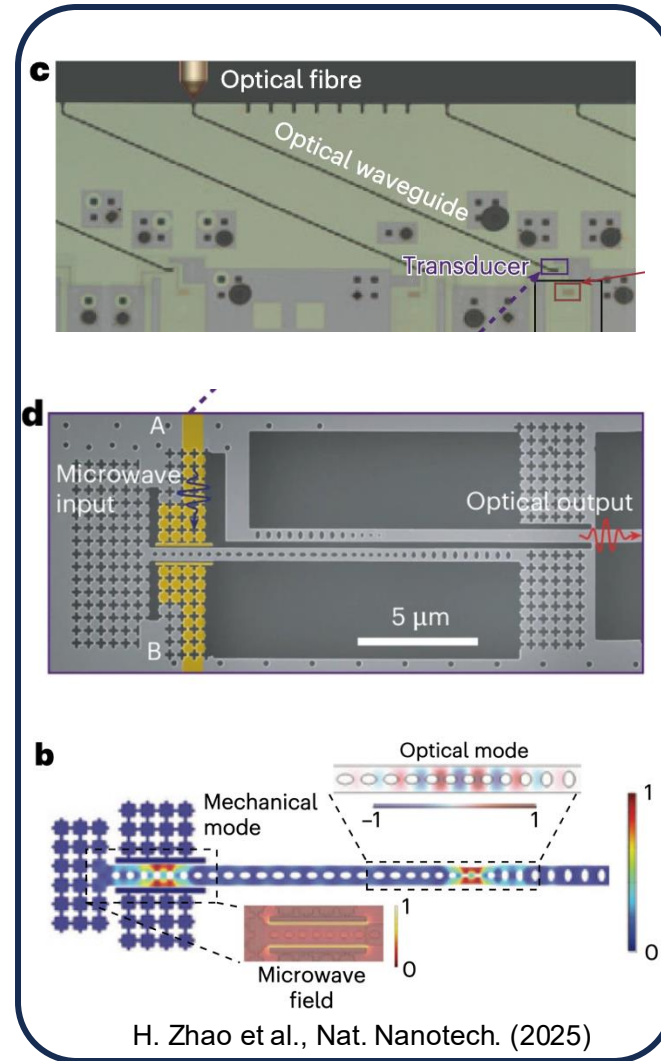 c
Optical fibre
Optical waveguide
Transducer
d
A
Microwave
input
Optical output
5 μm
B
b
Optical mode
Mechanical
mode
–1
1
1
1
0
0
Microwave
field
H. Zhao et al., Nat. Nanotech. (2025)